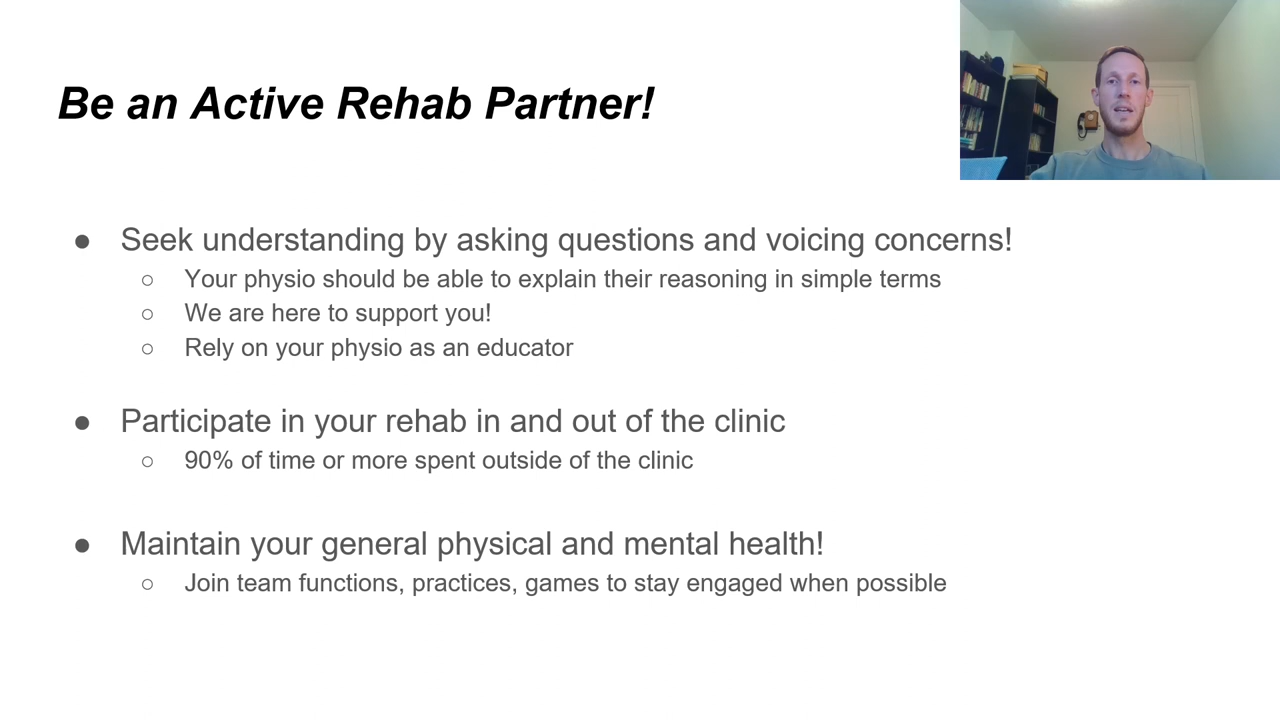 Be an Active Rehab Partner!
● Seek understanding by asking questions and voicing concerns!
○ Your physio should be able to explain their reasoning in simple terms
○ We are here to support you!
○ Rely on your physio as an educator
● Participate in your rehab in and out of the clinic
○ 90% of time or more spent outside of the clinic
● Maintain your general physical and mental health!
○ Join team functions, practices, games to stay engaged when possible